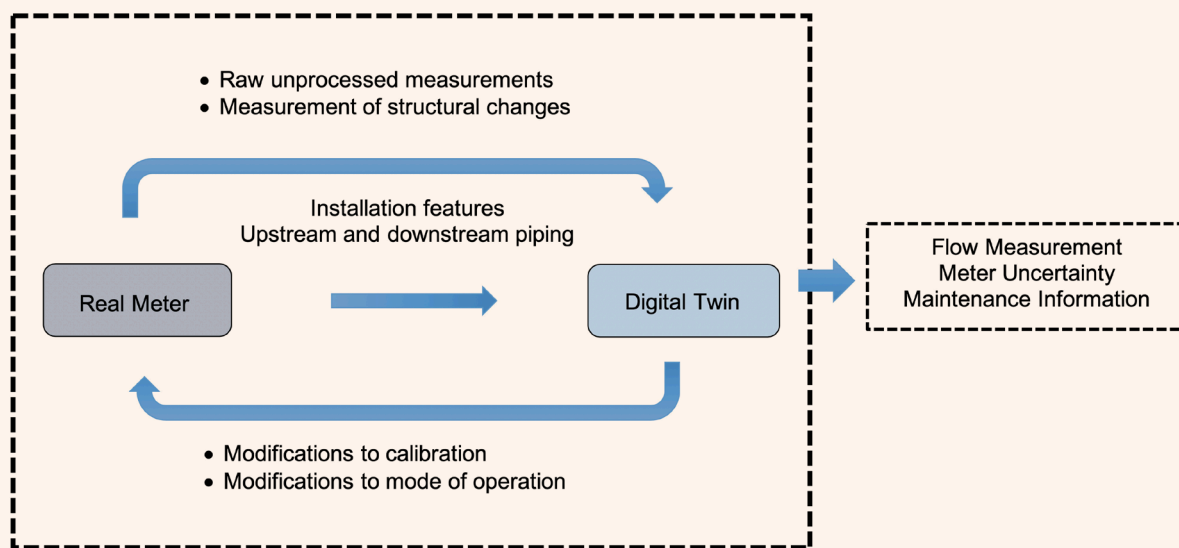 • Raw unprocessed measurements
• Measurement of structural changes
Installation features
Upstream and downstream piping
Real Meter
Digital Twin
Flow Measurement
Meter Uncertainty
Maintenance Information
• Modifications to calibration
• Modifications to mode of operation